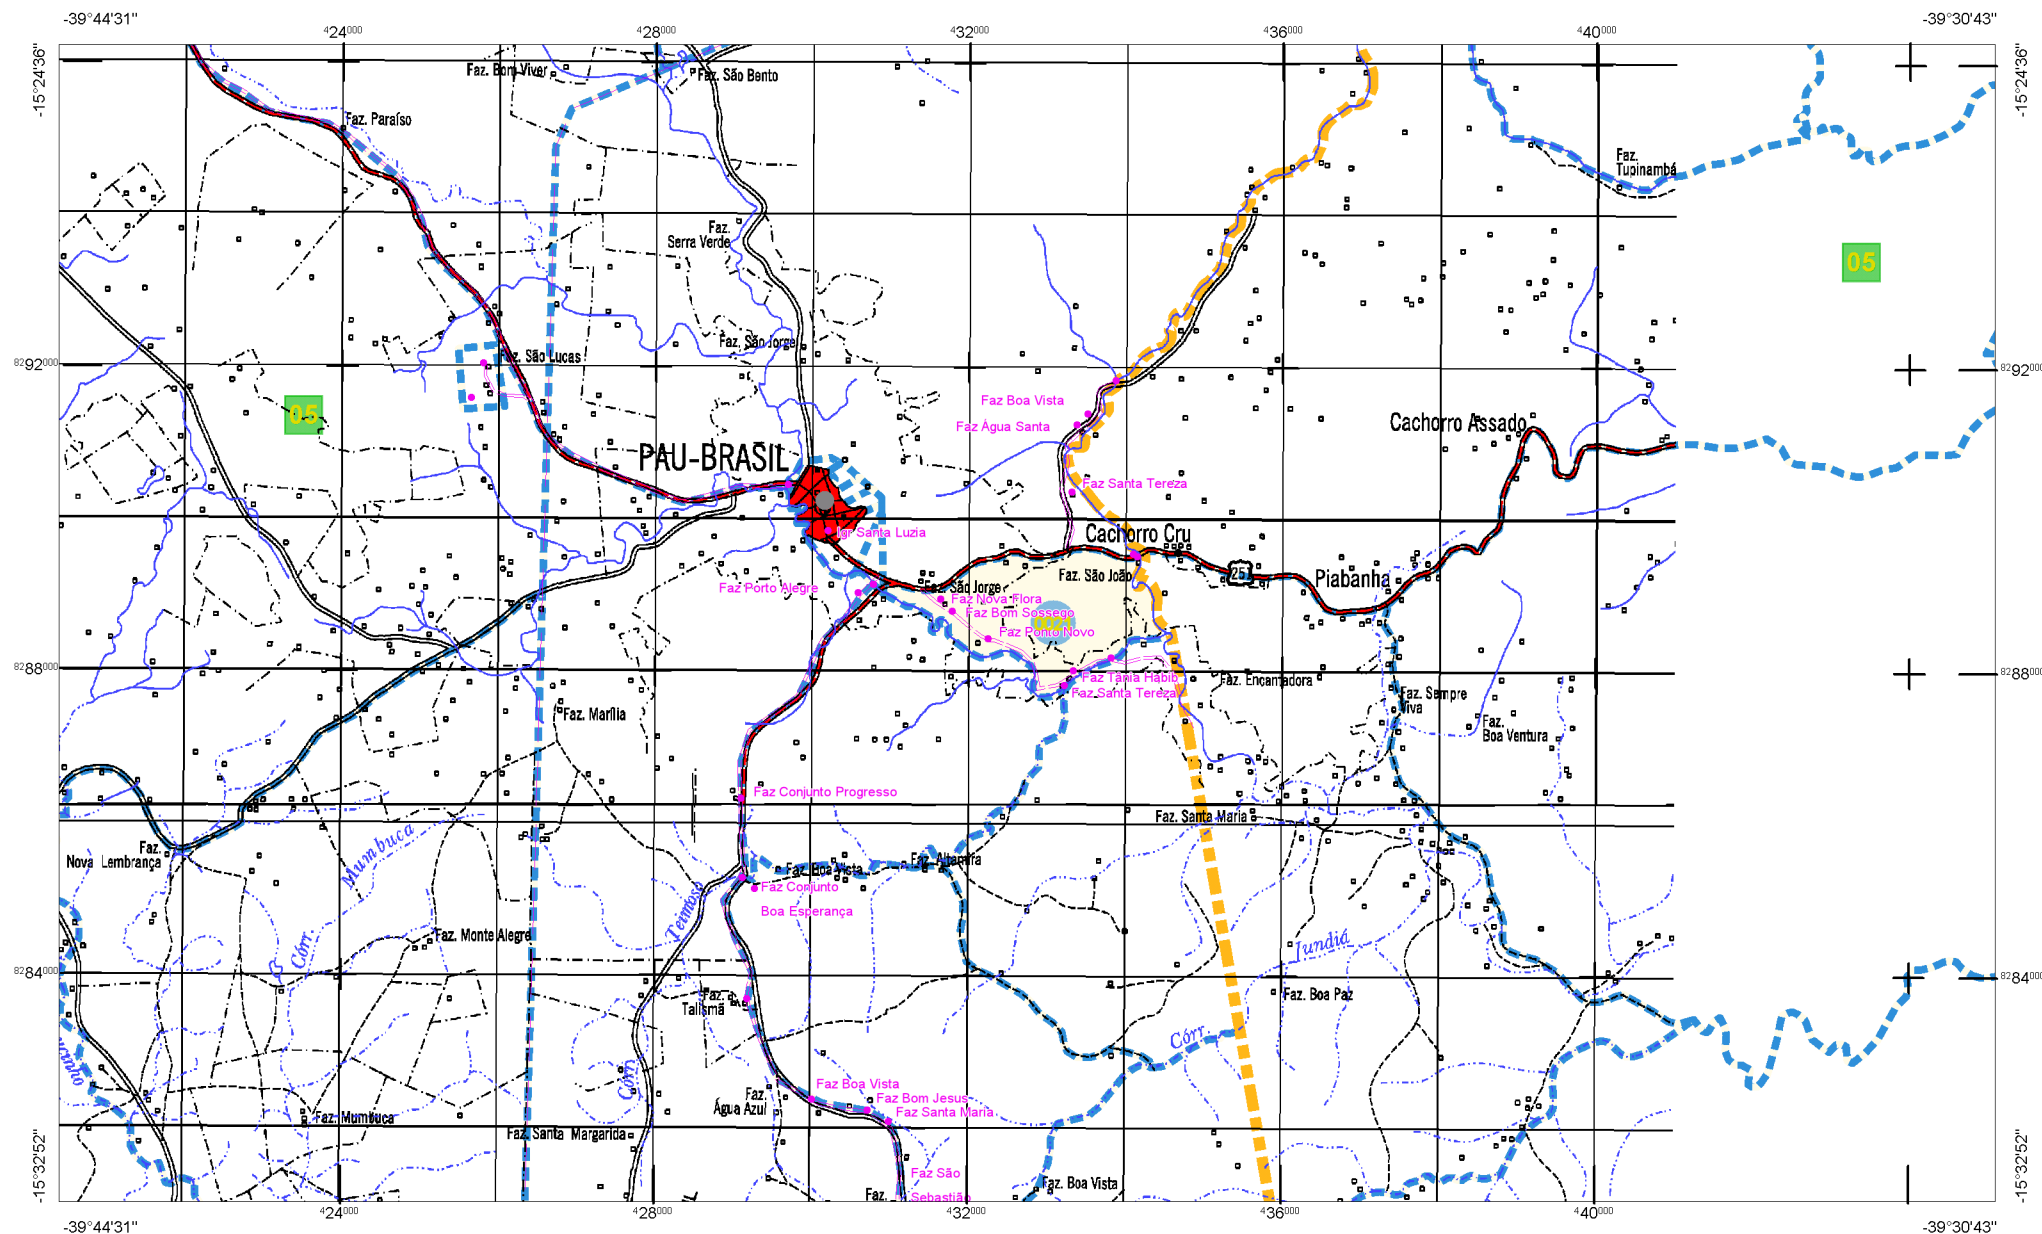 -39°44'31"
-39°30'43"
424000
428000
432000
436000
440000
-15°24'36"
-15°24'36"
Faz. Bom Viver
Faz. São Bento
Faz. Paraíso
Faz.
Tupinambá
Faz.
Serra Verde
05
Faz. São Jorge
Faz. São Lucas
8292000
8292000
Faz Boa Vista
05
Faz Água Santa
Cachorro Assado
PAU-BRASIL
Faz Santa Tereza
Igr Santa Luzia
Cachorro Cru
Faz. São João
251
Piabanha
Faz Porto Alegre
Faz. São Jorge
Faz Nova Flora
Faz Bom Sossego
Faz Ponto Novo
8288000
8288000
Faz Tânia Habib
Faz. Encantadora
Faz Santa Tereza
Faz. Sempre
Viva
Faz. Marília
Faz.
Boa Ventura
Faz Conjunto Progresso
Faz. Santa Maria
Mumbuca
Faz.
Nova Lembrança
Faz. Boa Vista
Faz. Altamira
Faz Conjunto
Boa Esperança
Teimoso
Faz. Monte Alegre
Córr.
Jundiá
8284000
8284000
Faz.
Talismã
Faz. Boa Paz
Córr.
Córr.
Faz Boa Vista
Faz.
Água Azul
Faz Bom Jesus
Faz Santa Maria
Faz. Mumbuca
Faz. Santa Margarida
Faz São
Sebastião
Faz.
Faz. Boa Vista
-15°32'52"
-15°32'52"
424000
428000
432000
436000
440000
-39°44'31"
-39°30'43"